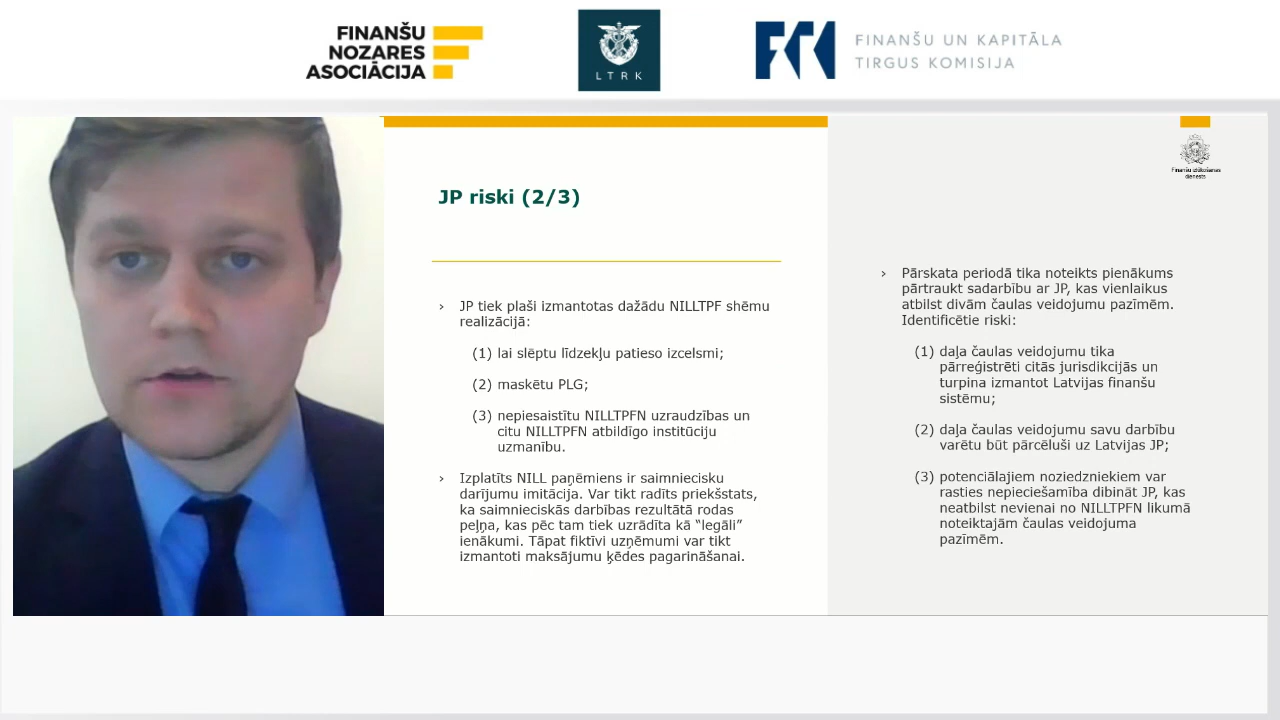 FINANŠU
NOZARES
ASOCIĀCIJA
LTRK
FINANŠU UN KAPITĀLA
TIRGUS KOMISIJA
Finanšu izlūkošanas
dienests
JP riski (2/3)
› JP tiek plaši izmantotas dažādu NILLTPF shēmu
realizācijā:
(1) lai slēptu līdzekļu patieso izcelsmi;
(2) maskētu PLG;
(3) nepiesaistītu NILLTPFN uzraudzības un
citu NILLTPFN atbildīgo institūciju
uzmanību.
› Izplatīts NILL paņēmiens ir saimniecisku
darījumu imitācija. Var tikt radīts priekšstats,
ka saimnieciskās darbības rezultātā rodas
peļņa, kas pēc tam tiek uzrādīta kā “legāli”
ienākumi. Tāpat fiktīvi uzņēmumi var tikt
izmantoti maksājumu ķēdes pagarināšanai.
› Pārskata periodā tika noteikts pienākums
pārtraukt sadarbību ar JP, kas vienlaikus
atbilst divām čaulas veidojumu pazīmēm.
Identificētie riski:
(1) daļa čaulas veidojumu tika
pārreģistrēti citās jurisdikcijās un
turpina izmantot Latvijas finanšu
sistēmu;
(2) daļa čaulas veidojumu savu darbību
varētu būt pārcēluši uz Latvijas JP;
(3) potenciālajiem noziedzniekiem var
rasties nepieciešamība dibināt JP, kas
neatbilst nevienai no NILLTPFN likumā
noteiktajām čaulas veidojuma
pazīmēm.